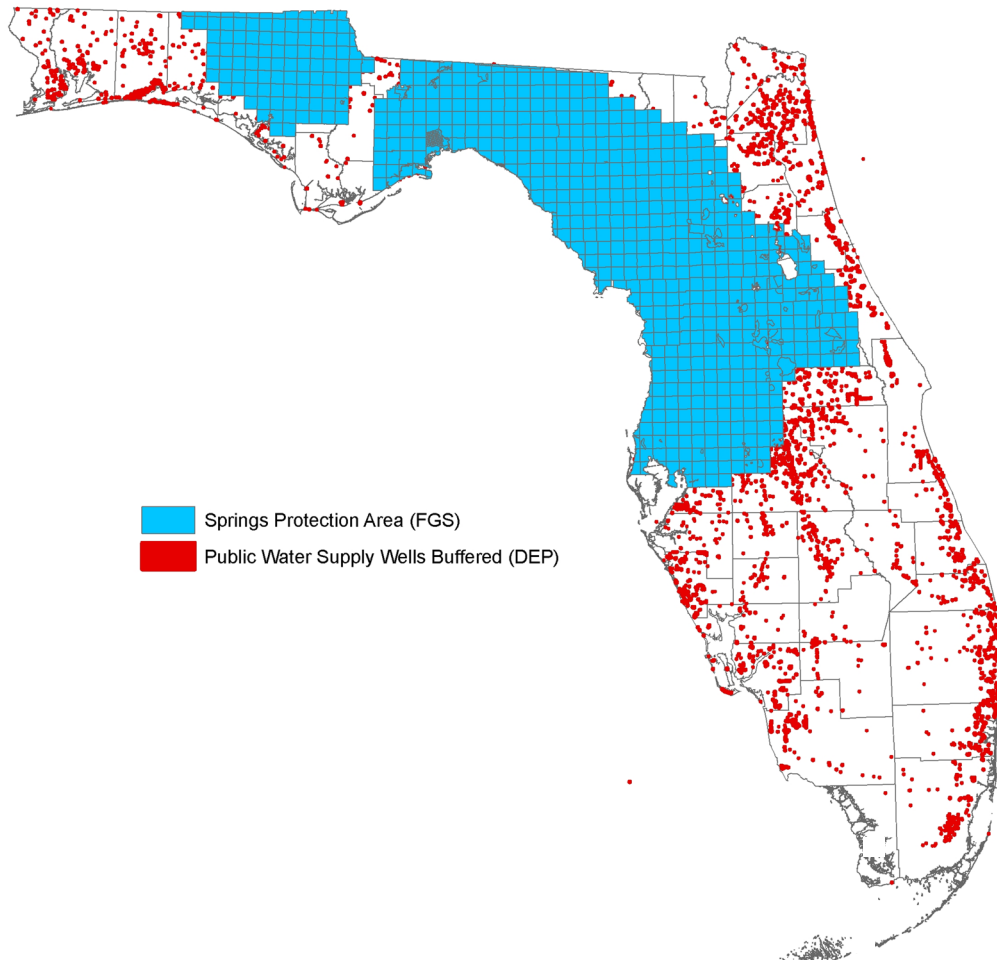 Springs Protection Area (FGS)
Public Water Supply Wells Buffered (DEP)